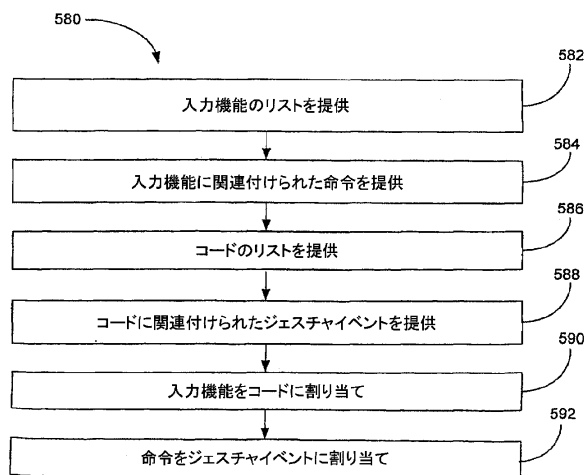 580
582
入力機能のリストを提供
584
入力機能に関連付けられた命令を提供
586
コードのリストを提供
588
コードに関連付けられたジェスチャイベントを提供
590
入力機能をコードに割り当て
592
命令をジェスチャイベントに割り当て